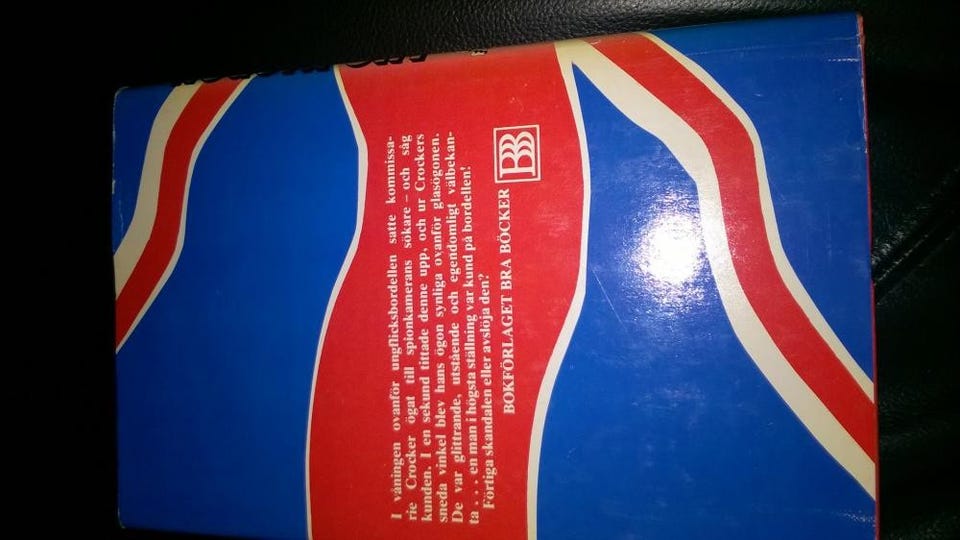 I våningen ovanför ungflicksbordellen satte kommissa-
rie Crocker ögat till spionkamerans sökare – och såg
kunden. I en sekund tittade denne upp, och ur Crockers
sneda vinkel blev hans ögon synliga ovanför glasögonen.
De var glittrande, utstående och egendomligt välbekan-
ta . . . en man i högsta ställning var kund på bordellen!
Förtiga skandalen eller avslöja den?
BOKFÖRLAGET BRA BÖCKER
BBB